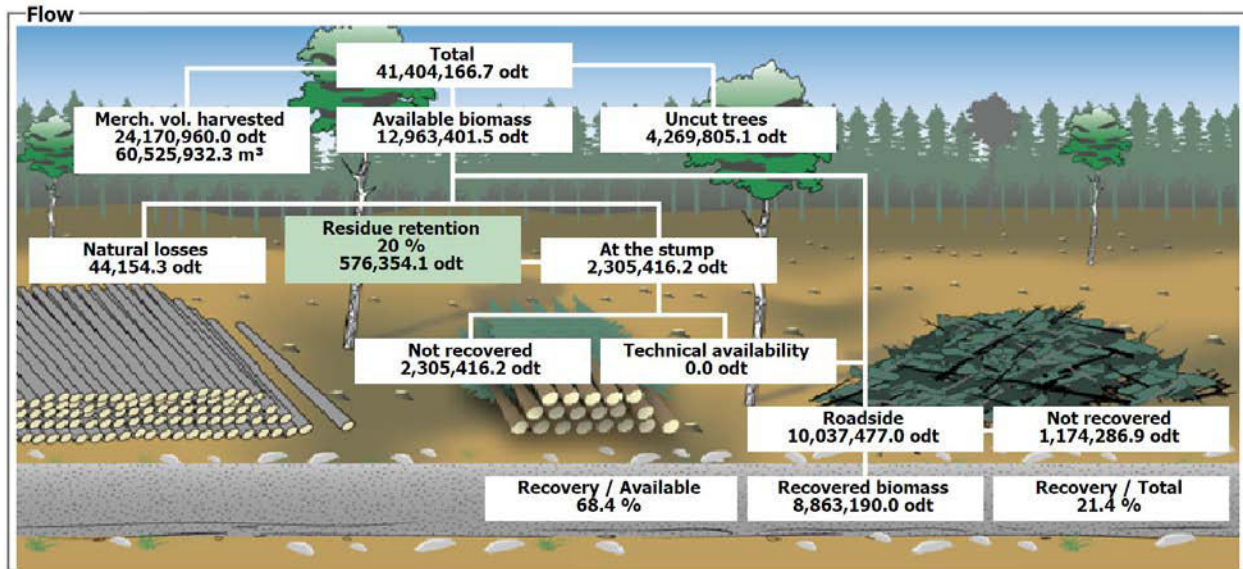 Flow
Total
41,404,166.7 odt
Merch. vol. harvested
24,170,960.0 odt
60,525,932.3 m³
Available biomass
12,963,401.5 odt
Uncut trees
4,269,805.1 odt
Natural losses
44,154.3 odt
Residue retention
20 %
576,354.1 odt
At the stump
2,305,416.2 odt
Not recovered
2,305,416.2 odt
Technical availability
0.0 odt
Roadside
10,037,477.0 odt
Not recovered
1,174,286.9 odt
Recovery / Available
68.4 %
Recovered biomass
8,863,190.0 odt
Recovery / Total
21.4 %